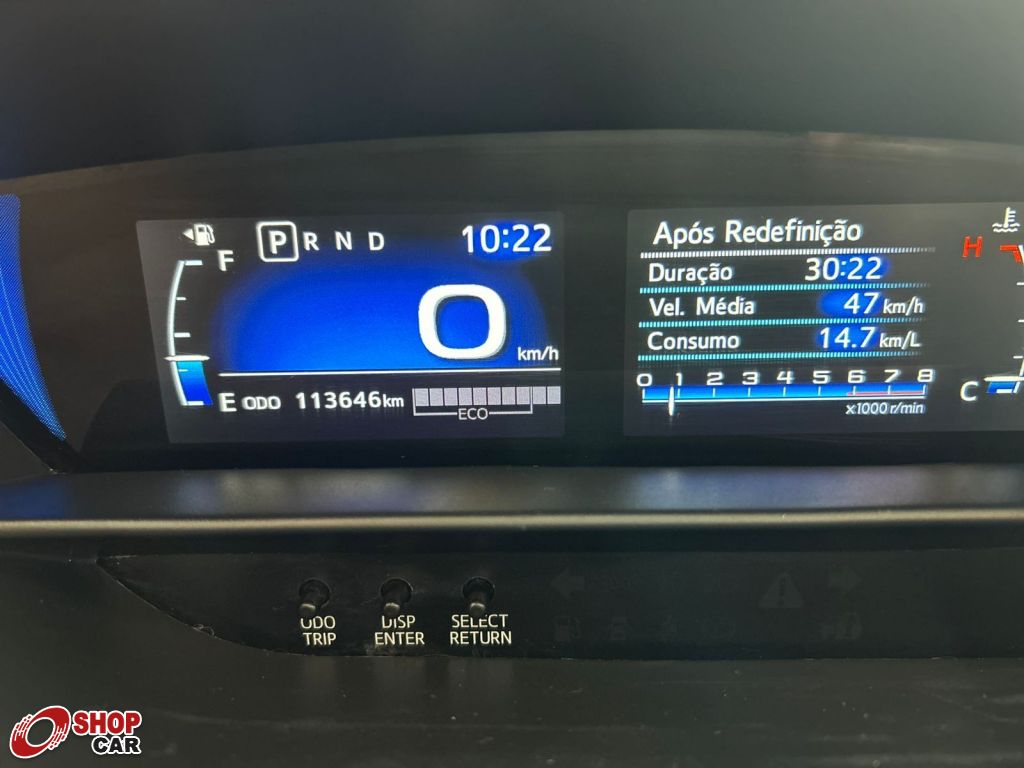 P R N D 10:22
F
0 km/h
E ODO 113646km
ECO
Após Redefinição
Duração 30:22
Vel. Média 47 km/h
Consumo 14.7 km/L
0 1 2 3 4 5 6 7 8
x1000 r/min
H
C
ODO DISP SELECT
TRIP ENTER RETURN
SHOP
CAR